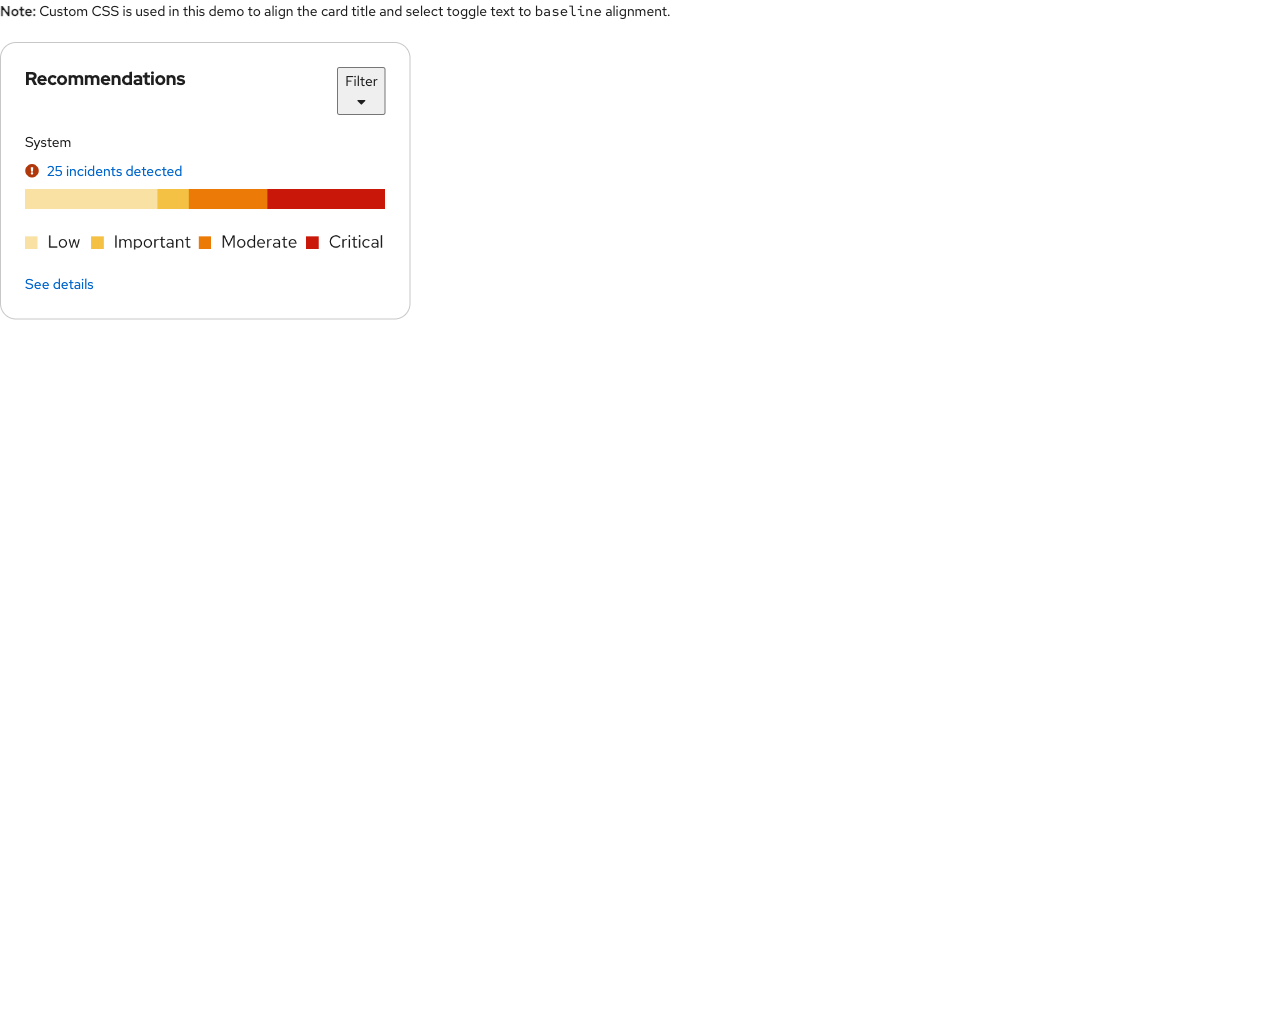 Note: Custom CSS is used in this demo to align the card title and select toggle text to baseline alignment.
Recommendations
Filter
System
25 incidents detected
Low Important Moderate Critical
See details